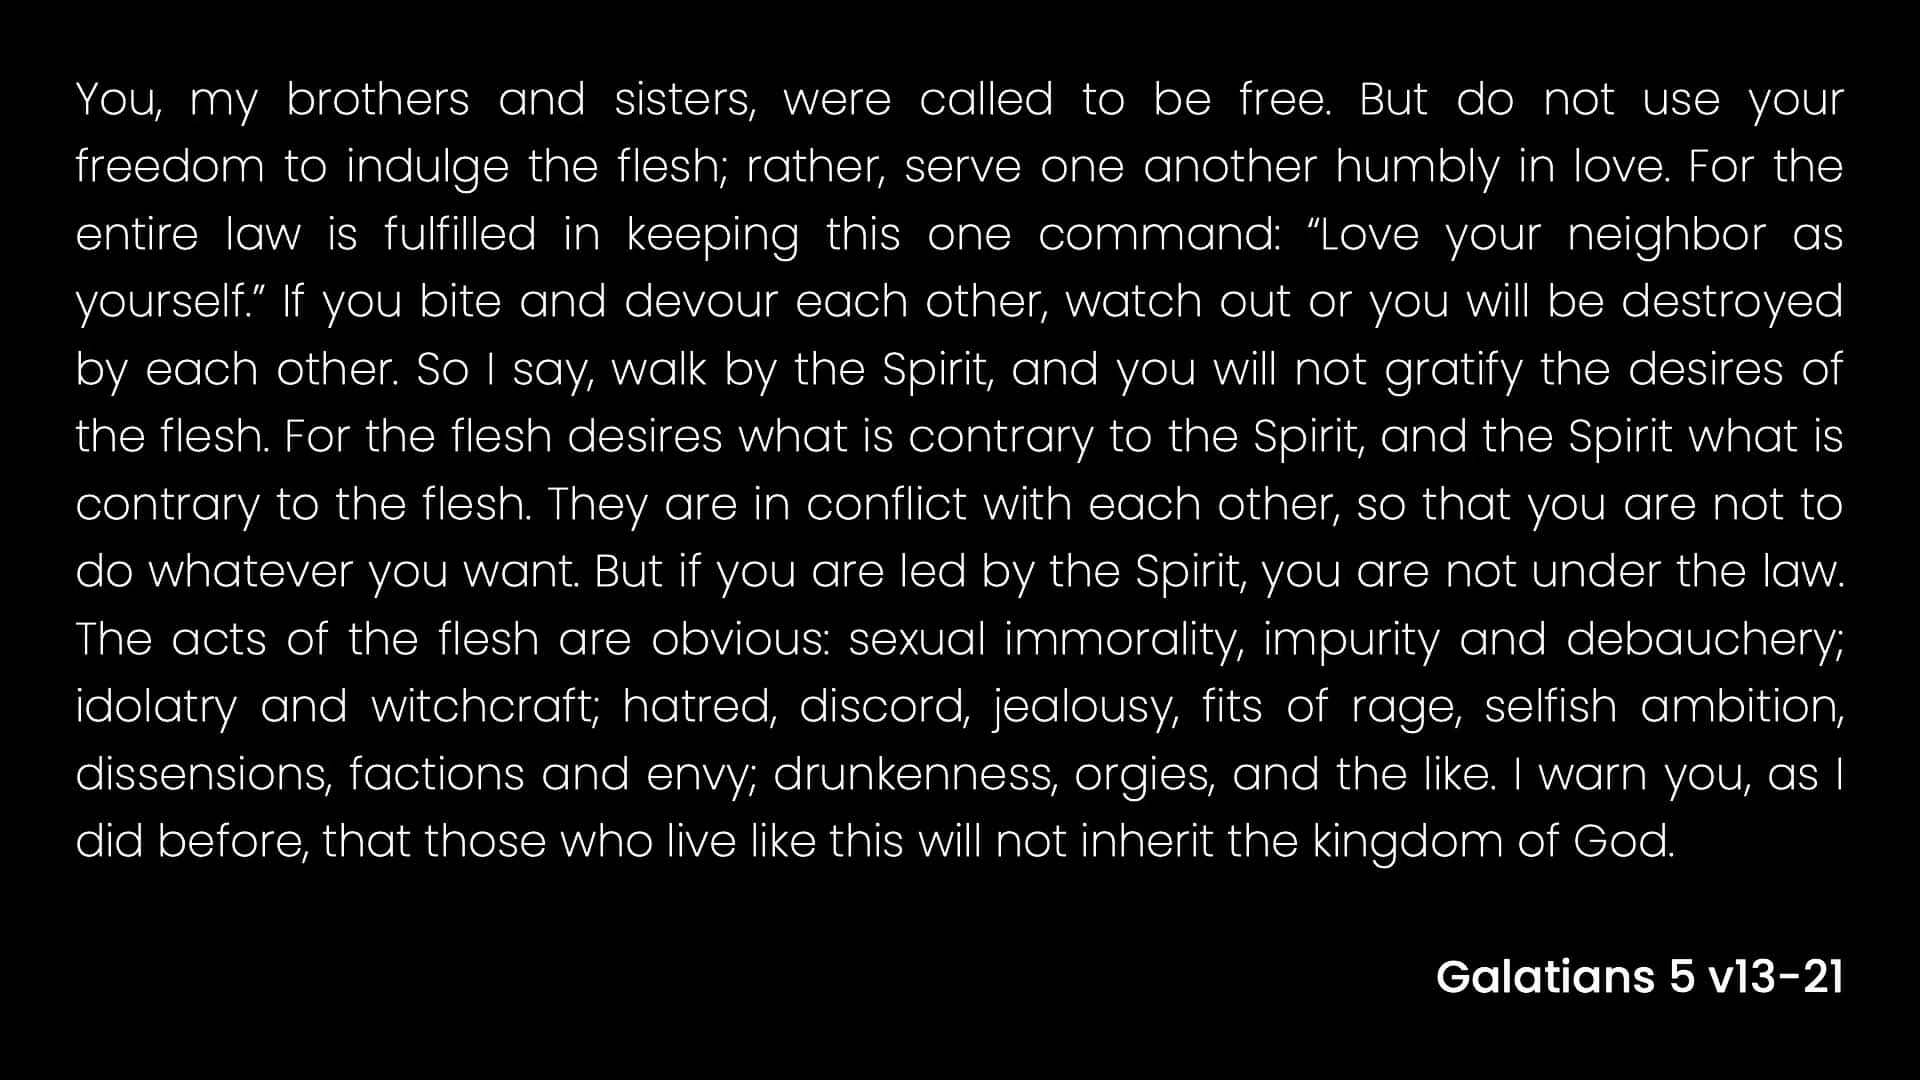 You, my brothers and sisters, were called to be free. But do not use your
freedom to indulge the flesh; rather, serve one another humbly in love. For the
entire law is fulfilled in keeping this one command: “Love your neighbor as
yourself.” If you bite and devour each other, watch out or you will be destroyed
by each other. So I say, walk by the Spirit, and you will not gratify the desires of
the flesh. For the flesh desires what is contrary to the Spirit, and the Spirit what is
contrary to the flesh. They are in conflict with each other, so that you are not to
do whatever you want. But if you are led by the Spirit, you are not under the law.
The acts of the flesh are obvious: sexual immorality, impurity and debauchery;
idolatry and witchcraft; hatred, discord, jealousy, fits of rage, selfish ambition,
dissensions, factions and envy; drunkenness, orgies, and the like. I warn you, as I
did before, that those who live like this will not inherit the kingdom of God.
Galatians 5 v13-21